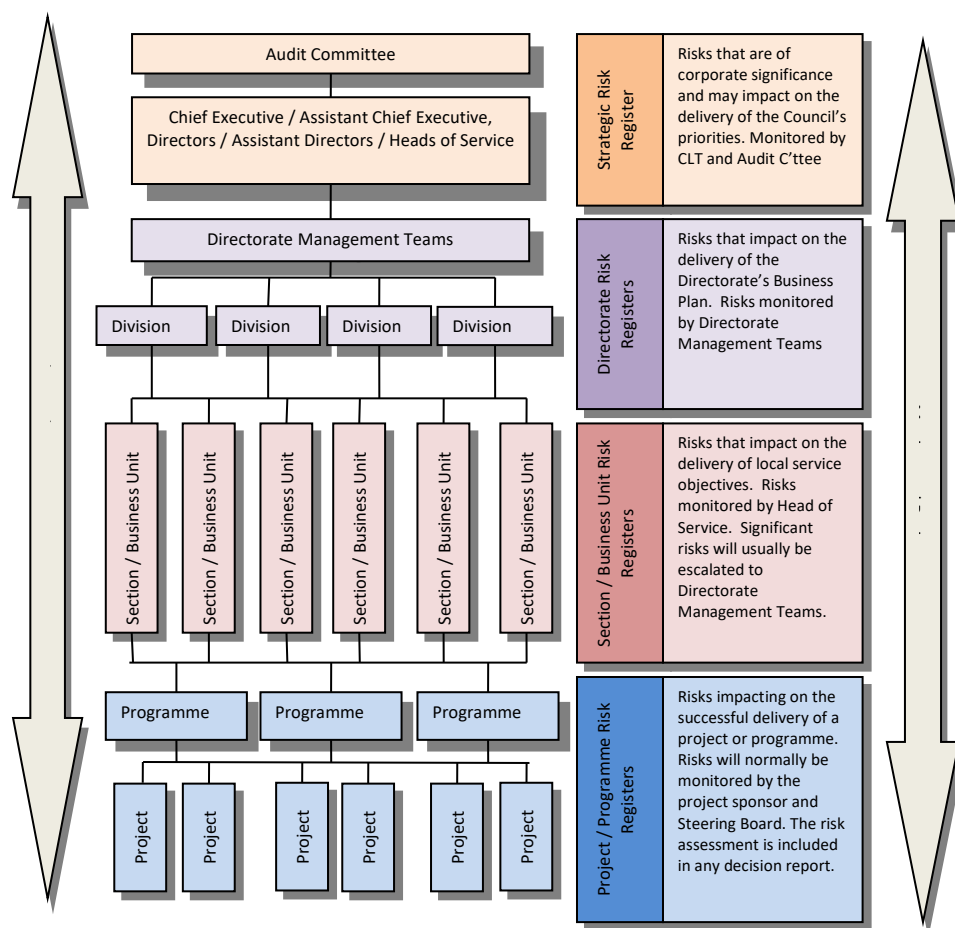 Audit Committee
Chief Executive / Assistant Chief Executive,
Directors / Assistant Directors / Heads of Service
Strategic Risk
Register
Risks that are of
corporate significance
and may impact on the
delivery of the Council’s
priorities. Monitored by
CLT and Audit C’ttee
Directorate Management Teams
Division
Division
Division
Division
Directorate Risk
Registers
Risks that impact on the
delivery of the
Directorate’s Business
Plan. Risks monitored
by Directorate
Management Teams
Section / Business Unit
Section / Business Unit
Section / Business Unit
Section / Business Unit
Section / Business Unit
Section / Business Unit
Section / Business Unit Risk
Registers
Risks that impact on the
delivery of local service
objectives. Risks
monitored by Head of
Service. Significant
risks will usually be
escalated to
Directorate
Management Teams.
Programme
Programme
Programme
Project
Project
Project
Project
Project
Project
Project / Programme Risk
Registers
Risks impacting on the
successful delivery of a
project or programme.
Risks will normally be
monitored by the
project sponsor and
Steering Board. The risk
assessment is included
in any decision report.